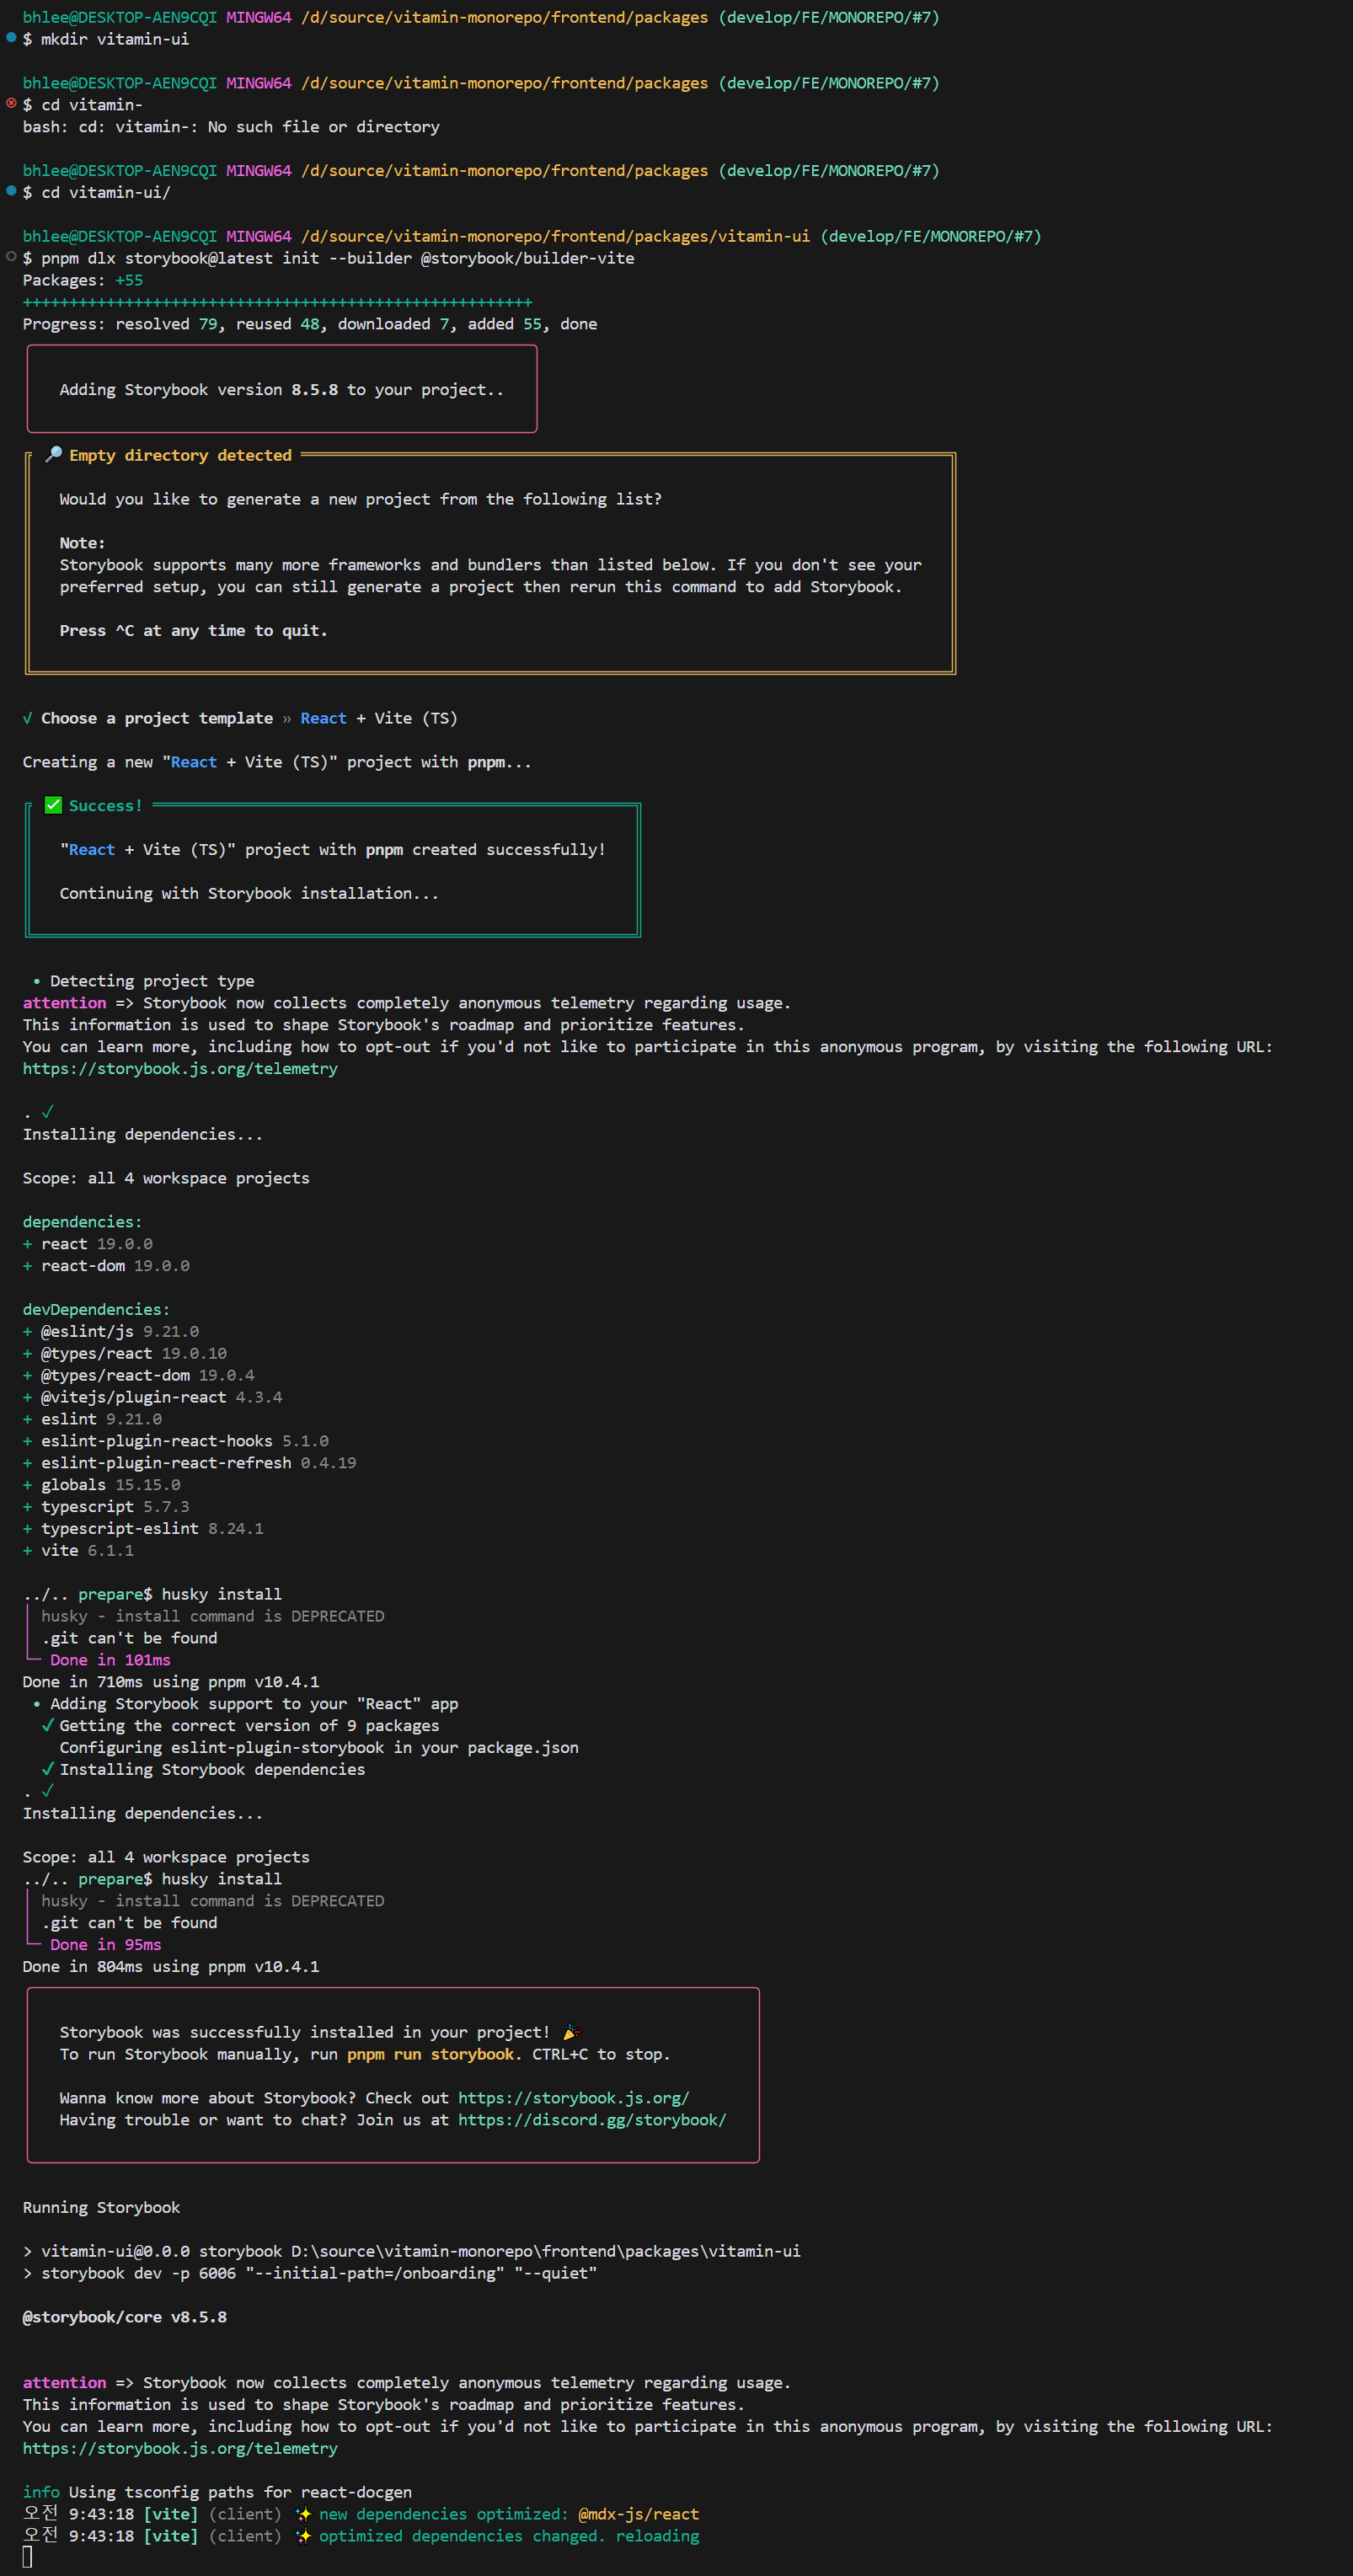 bhlee@DESKTOP-AEN9CQI MINGW64 /d/source/vitamin-monorepo/frontend/packages (develop/FE/MONOREPO/#7)
$ mkdir vitamin-ui
bhlee@DESKTOP-AEN9CQI MINGW64 /d/source/vitamin-monorepo/frontend/packages (develop/FE/MONOREPO/#7)
$ cd vitamin-
bash: cd: vitamin-: No such file or directory
bhlee@DESKTOP-AEN9CQI MINGW64 /d/source/vitamin-monorepo/frontend/packages (develop/FE/MONOREPO/#7)
$ cd vitamin-ui/
bhlee@DESKTOP-AEN9CQI MINGW64 /d/source/vitamin-monorepo/frontend/packages/vitamin-ui (develop/FE/MONOREPO/#7)
$ pnpm dlx storybook@latest init --builder @storybook/builder-vite
Packages: +55
+++++++++++++++++++++++++++++++++++++++++++++++++++++++
Progress: resolved 79, reused 48, downloaded 7, added 55, done
Adding Storybook version 8.5.8 to your project..
🔎 Empty directory detected
Would you like to generate a new project from the following list?
Note:
Storybook supports many more frameworks and bundlers than listed below. If you don't see your
preferred setup, you can still generate a project then rerun this command to add Storybook.
Press ^C at any time to quit.
√ Choose a project template » React + Vite (TS)
Creating a new "React + Vite (TS)" project with pnpm...
✅ Success!
"React + Vite (TS)" project with pnpm created successfully!
Continuing with Storybook installation...
• Detecting project type
attention => Storybook now collects completely anonymous telemetry regarding usage.
This information is used to shape Storybook's roadmap and prioritize features.
You can learn more, including how to opt-out if you'd not like to participate in this anonymous program, by visiting the following URL:
https://storybook.js.org/telemetry
. ✓
Installing dependencies...
Scope: all 4 workspace projects
dependencies:
+ react 19.0.0
+ react-dom 19.0.0
devDependencies:
+ @eslint/js 9.21.0
+ @types/react 19.0.10
+ @types/react-dom 19.0.4
+ @vitejs/plugin-react 4.3.4
+ eslint 9.21.0
+ eslint-plugin-react-hooks 5.1.0
+ eslint-plugin-react-refresh 0.4.19
+ globals 15.15.0
+ typescript 5.7.3
+ typescript-eslint 8.24.1
+ vite 6.1.1
../.. prepare$ husky install
husky - install command is DEPRECATED
.git can't be found
Done in 101ms
Done in 710ms using pnpm v10.4.1
• Adding Storybook support to your "React" app
✓ Getting the correct version of 9 packages
Configuring eslint-plugin-storybook in your package.json
✓ Installing Storybook dependencies
. ✓
Installing dependencies...
Scope: all 4 workspace projects
../.. prepare$ husky install
husky - install command is DEPRECATED
.git can't be found
Done in 95ms
Done in 804ms using pnpm v10.4.1
Storybook was successfully installed in your project! 🎉
To run Storybook manually, run pnpm run storybook. CTRL+C to stop.
Wanna know more about Storybook? Check out https://storybook.js.org/
Having trouble or want to chat? Join us at https://discord.gg/storybook/
Running Storybook
> vitamin-ui@0.0.0 storybook D:\source\vitamin-monorepo\frontend\packages\vitamin-ui
> storybook dev -p 6006 "--initial-path=/onboarding" "--quiet"
@storybook/core v8.5.8
attention => Storybook now collects completely anonymous telemetry regarding usage.
This information is used to shape Storybook's roadmap and prioritize features.
You can learn more, including how to opt-out if you'd not like to participate in this anonymous program, by visiting the following URL:
https://storybook.js.org/telemetry
info Using tsconfig paths for react-docgen
오전 9:43:18 [vite] (client) ✨ new dependencies optimized: @mdx-js/react
오전 9:43:18 [vite] (client) ✨ optimized dependencies changed. reloading